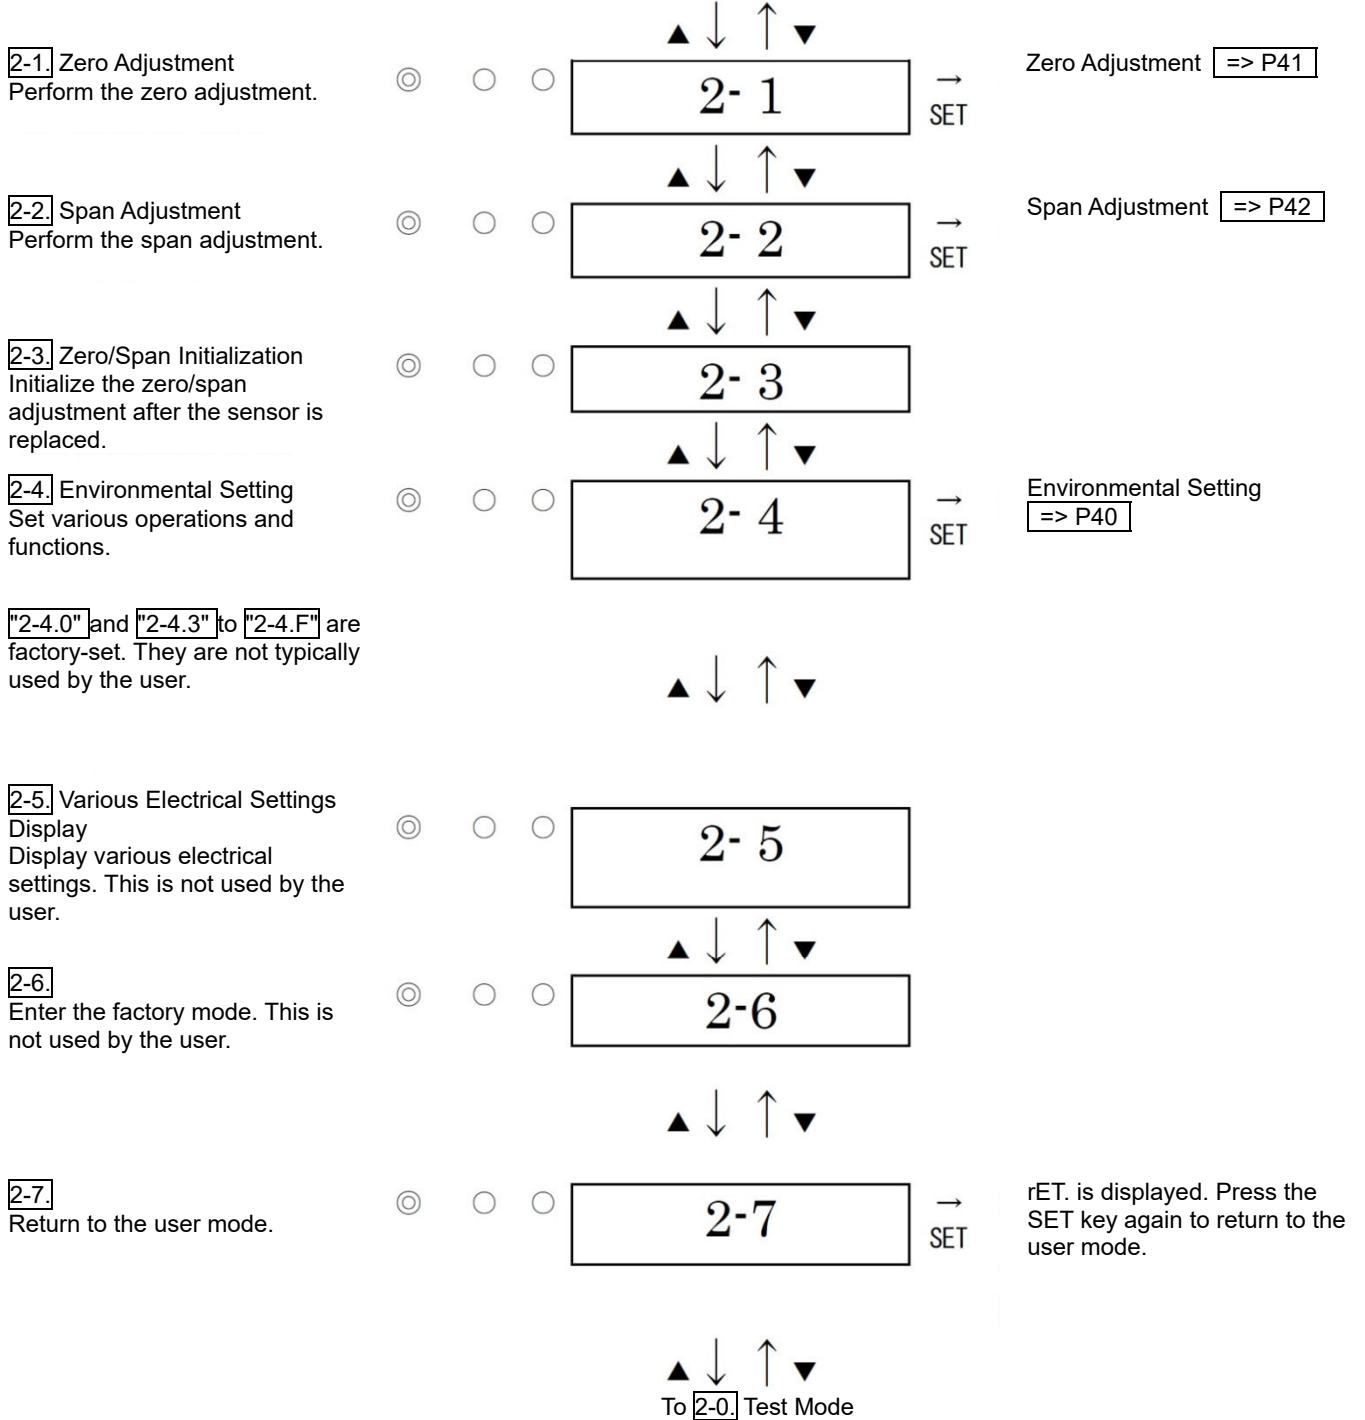 ▲ ↓ ↑ ▼
2-1. Zero Adjustment
Perform the zero adjustment.
◎ ○ ○
2- 1
→
SET
Zero Adjustment => P41
▲ ↓ ↑ ▼
2-2. Span Adjustment
Perform the span adjustment.
◎ ○ ○
2- 2
→
SET
Span Adjustment => P42
▲ ↓ ↑ ▼
2-3. Zero/Span Initialization
Initialize the zero/span
adjustment after the sensor is
replaced.
◎ ○ ○
2- 3
▲ ↓ ↑ ▼
2-4. Environmental Setting
Set various operations and
functions.
◎ ○ ○
2- 4
→
SET
Environmental Setting
=> P40
"2-4.0" and "2-4.3" to "2-4.F" are
factory-set. They are not typically
used by the user.
▲ ↓ ↑ ▼
2-5. Various Electrical Settings
Display
Display various electrical
settings. This is not used by the
user.
◎ ○ ○
2- 5
▲ ↓ ↑ ▼
2-6.
Enter the factory mode. This is
not used by the user.
◎ ○ ○
2-6
▲ ↓ ↑ ▼
2-7.
Return to the user mode.
◎ ○ ○
2-7
→
SET
rET. is displayed. Press the
SET key again to return to the
user mode.
▲ ↓ ↑ ▼
To 2-0. Test Mode